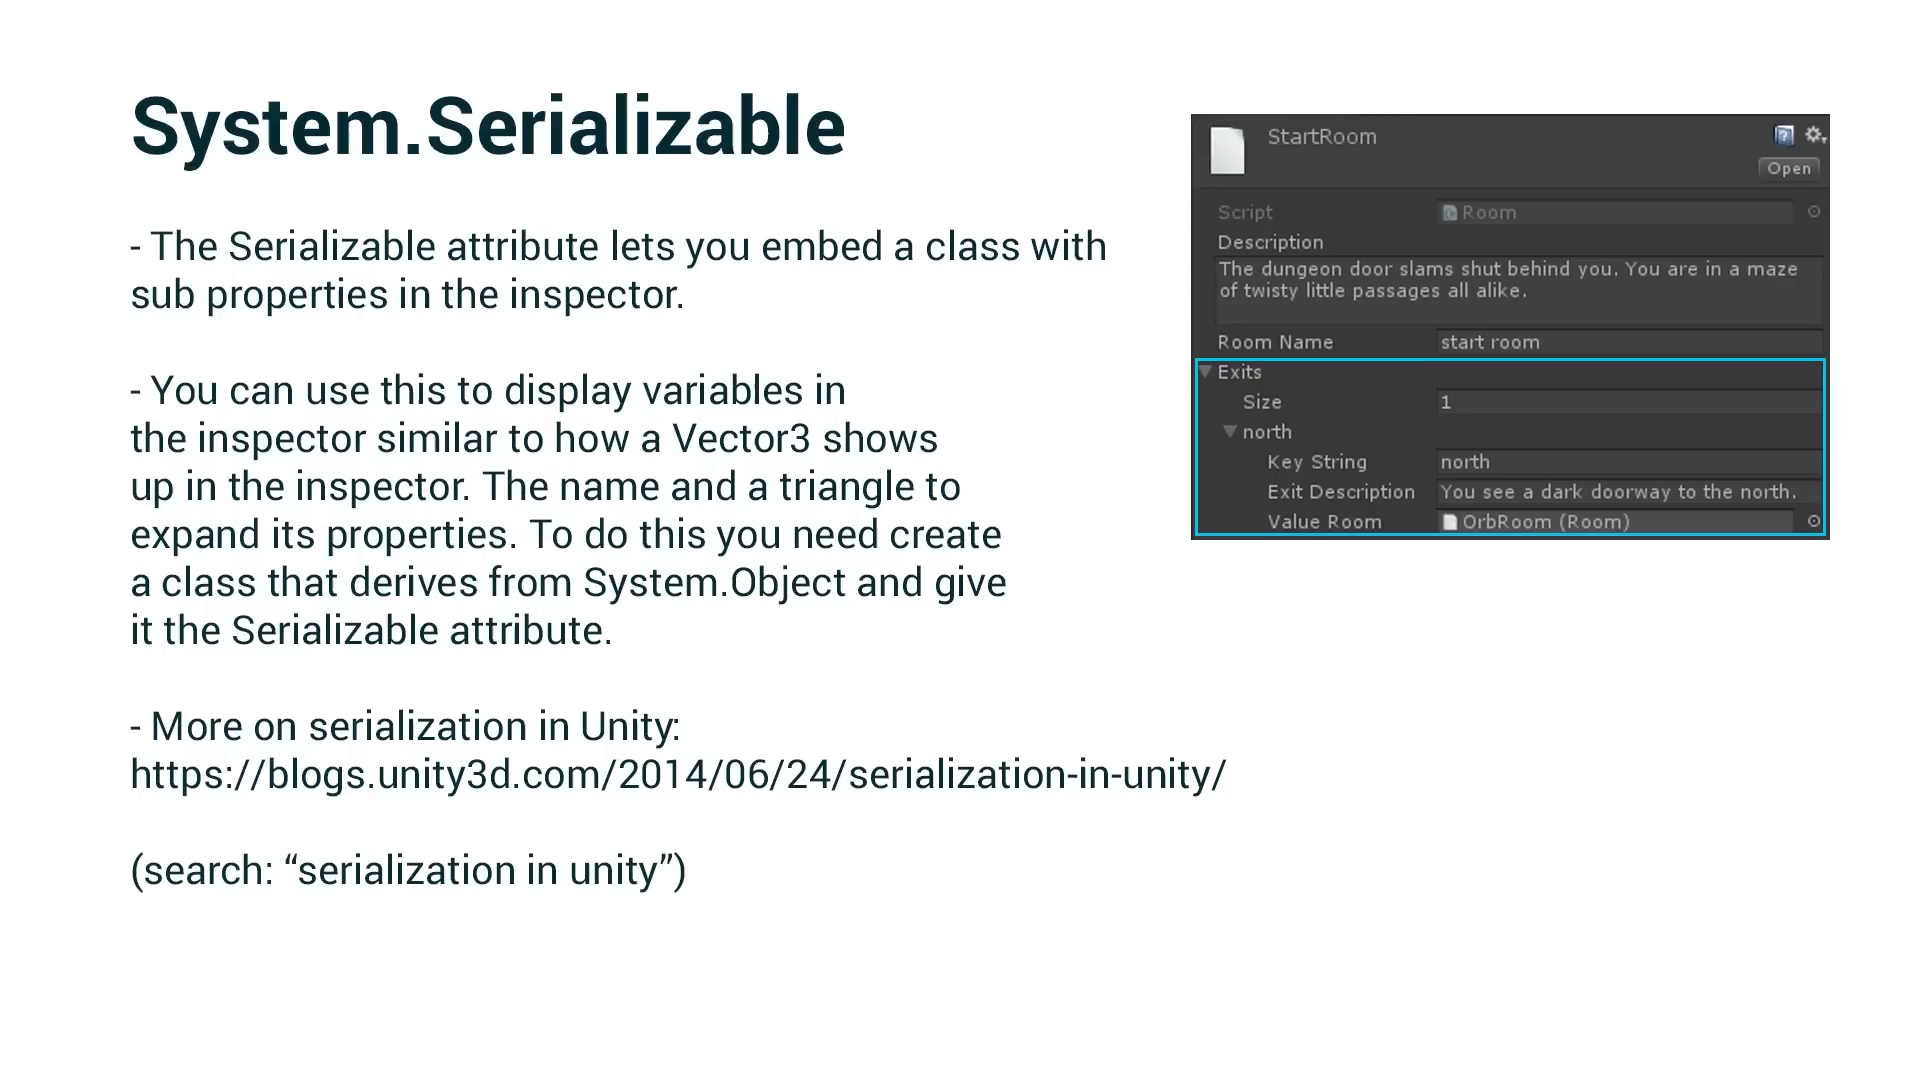 System.Serializable
- The Serializable attribute lets you embed a class with
sub properties in the inspector.
- You can use this to display variables in
the inspector similar to how a Vector3 shows
up in the inspector. The name and a triangle to
expand its properties. To do this you need create
a class that derives from System.Object and give
it the Serializable attribute.
- More on serialization in Unity:
https://blogs.unity3d.com/2014/06/24/serialization-in-unity/
(search: “serialization in unity”)
StartRoom
Open
Script Room
Description
The dungeon door slams shut behind you. You are in a maze
of twisty little passages all alike.
Room Name start room
Exits
Size 1
north
Key String north
Exit Description You see a dark doorway to the north.
Value Room OrbRoom (Room)